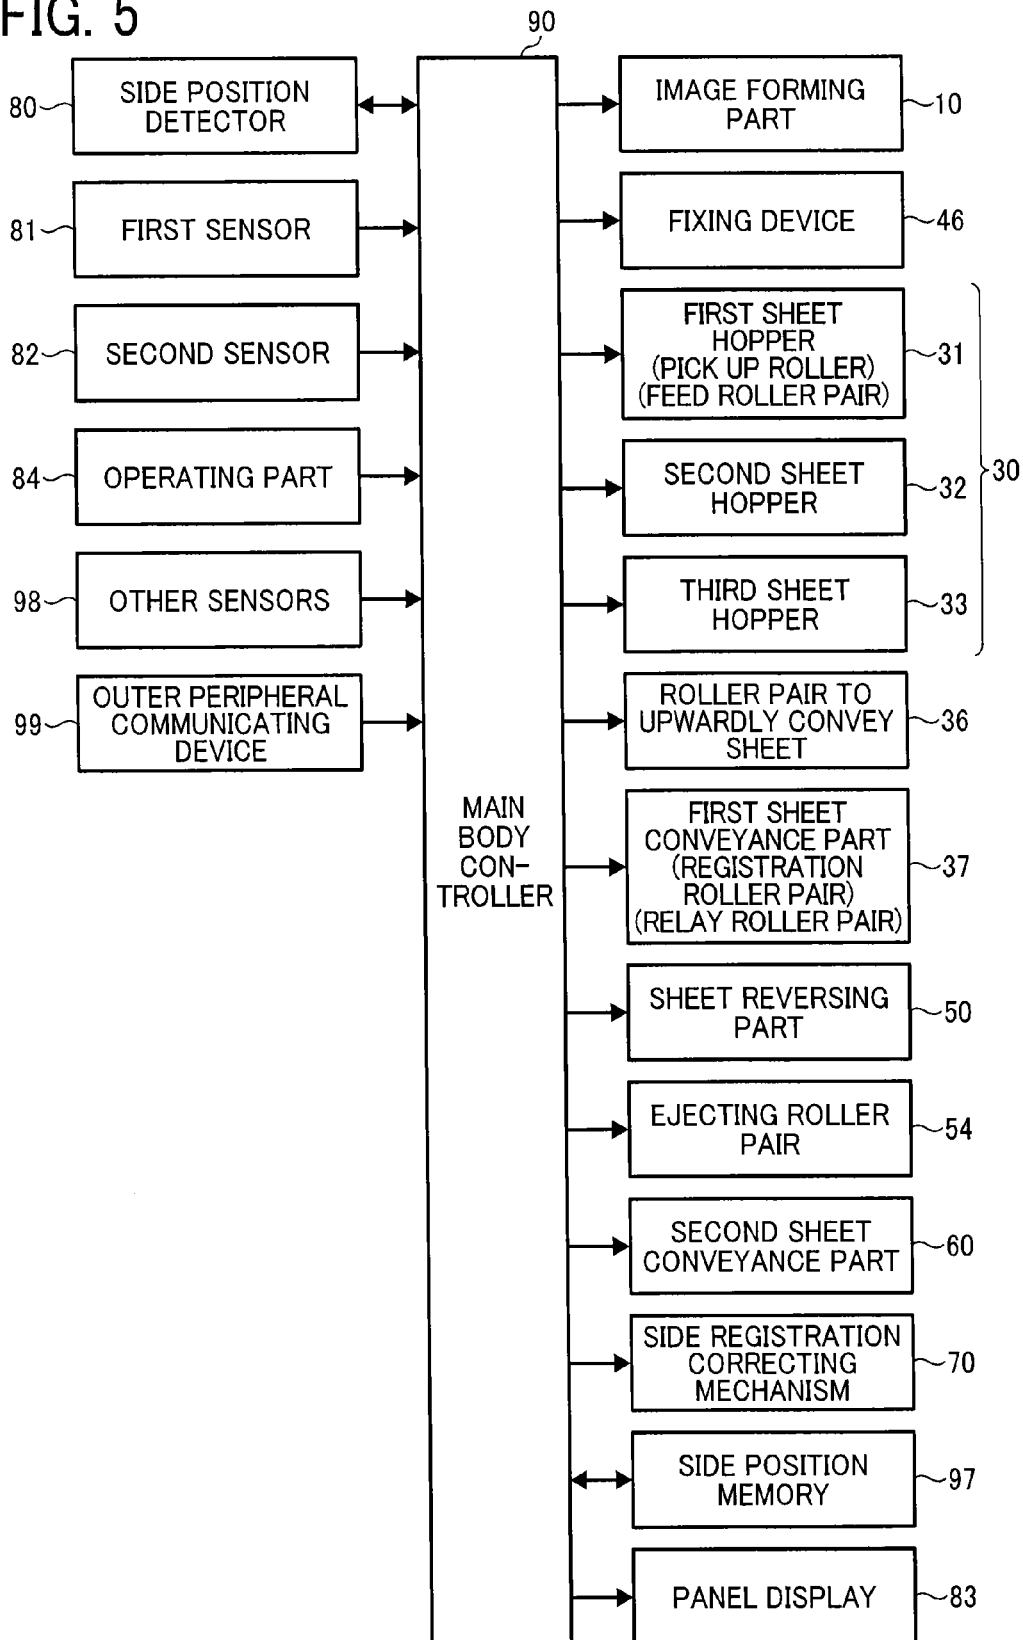 FIG. 5
90
80
SIDE POSITION
DETECTOR
81
FIRST SENSOR
82
SECOND SENSOR
84
OPERATING PART
98
OTHER SENSORS
99
OUTER PERIPHERAL
COMMUNICATING
DEVICE
MAIN
BODY
CON-
TROLLER
IMAGE FORMING
PART
10
FIXING DEVICE
46
FIRST SHEET
HOPPER
(PICK UP ROLLER)
(FEED ROLLER PAIR)
31
SECOND SHEET
HOPPER
32
30
THIRD SHEET
HOPPER
33
ROLLER PAIR TO
UPWARDLY CONVEY
SHEET
36
FIRST SHEET
CONVEYANCE PART
(REGISTRATION
ROLLER PAIR)
(RELAY ROLLER PAIR)
37
SHEET REVERSING
PART
50
EJECTING ROLLER
PAIR
54
SECOND SHEET
CONVEYANCE PART
60
SIDE REGISTRATION
CORRECTING
MECHANISM
70
SIDE POSITION
MEMORY
97
PANEL DISPLAY
83